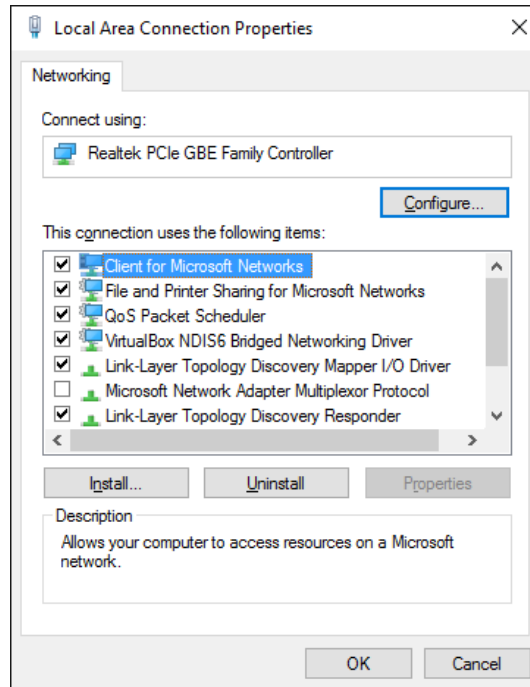 Local Area Connection Properties
Networking
Connect using:
Realtek PCIe GBE Family Controller
Configure...
This connection uses the following items:
Client for Microsoft Networks
File and Printer Sharing for Microsoft Networks
QoS Packet Scheduler
VirtualBox NDIS6 Bridged Networking Driver
Link-Layer Topology Discovery Mapper I/O Driver
Microsoft Network Adapter Multiplexor Protocol
Link-Layer Topology Discovery Responder
Install... Uninstall Properties
Description
Allows your computer to access resources on a Microsoft
network.
OK Cancel